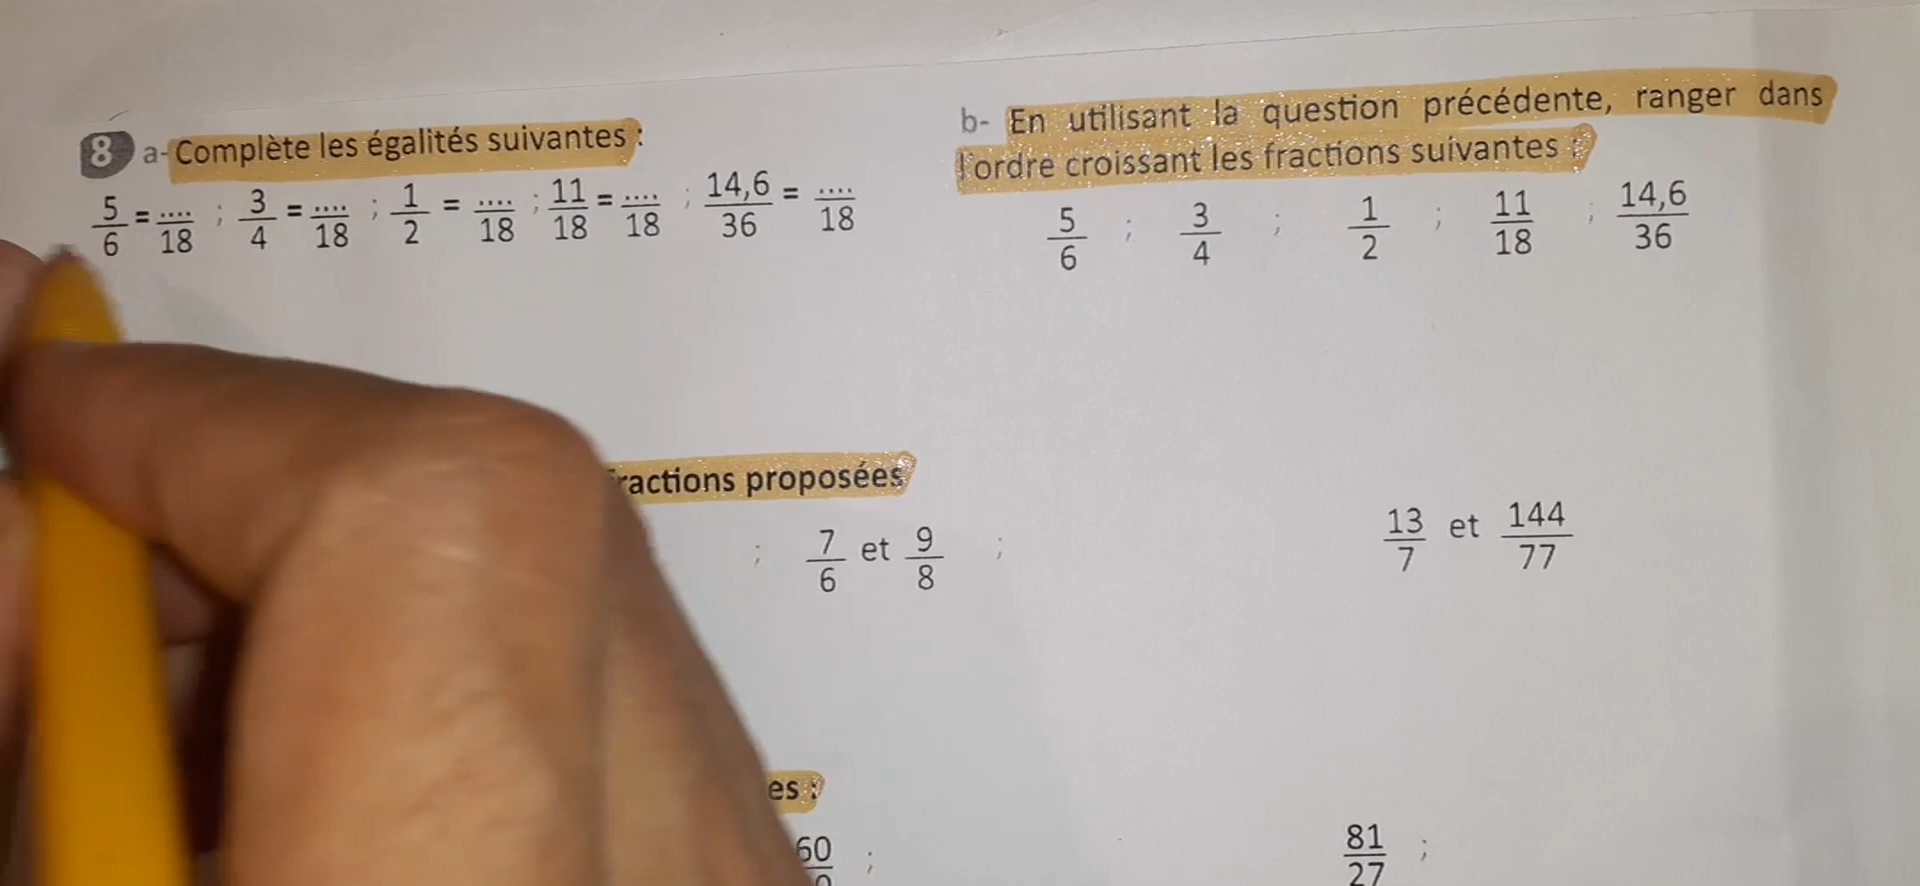 8 a- Complète les égalités suivantes :
5/6 = ..../18 ; 3/4 = ..../18 ; 1/2 = ..../18 ; 11/18 = ..../18 ; 14,6/36 = ..../18
b- En utilisant la question précédente, ranger dans
l'ordre croissant les fractions suivantes :
5/6 ; 3/4 ; 1/2 ; 11/18 ; 14,6/36
proposées
; 7/6 et 9/8 ; 13/7 et 144/77
es :
60 ; 81/27 ;